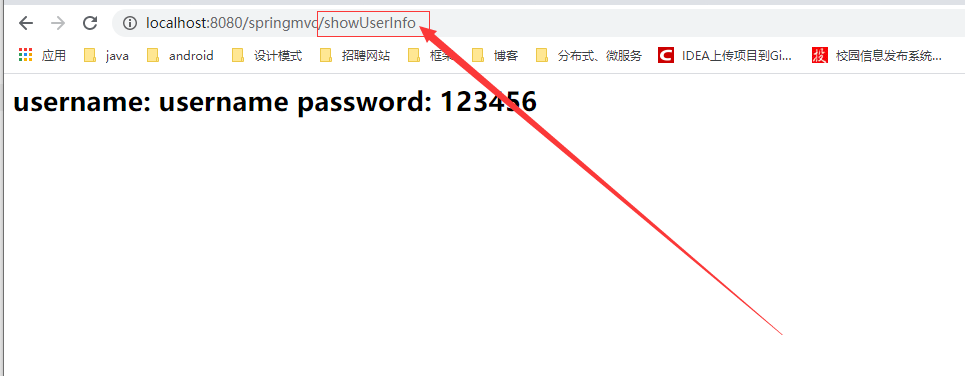 localhost:8080/springmvc/showUserInfo
应用 java android 设计模式 招聘网站 框架 博客 分布式、微服务 C IDEA上传项目到Gi... 投 校园信息发布系统...
username: username password: 123456